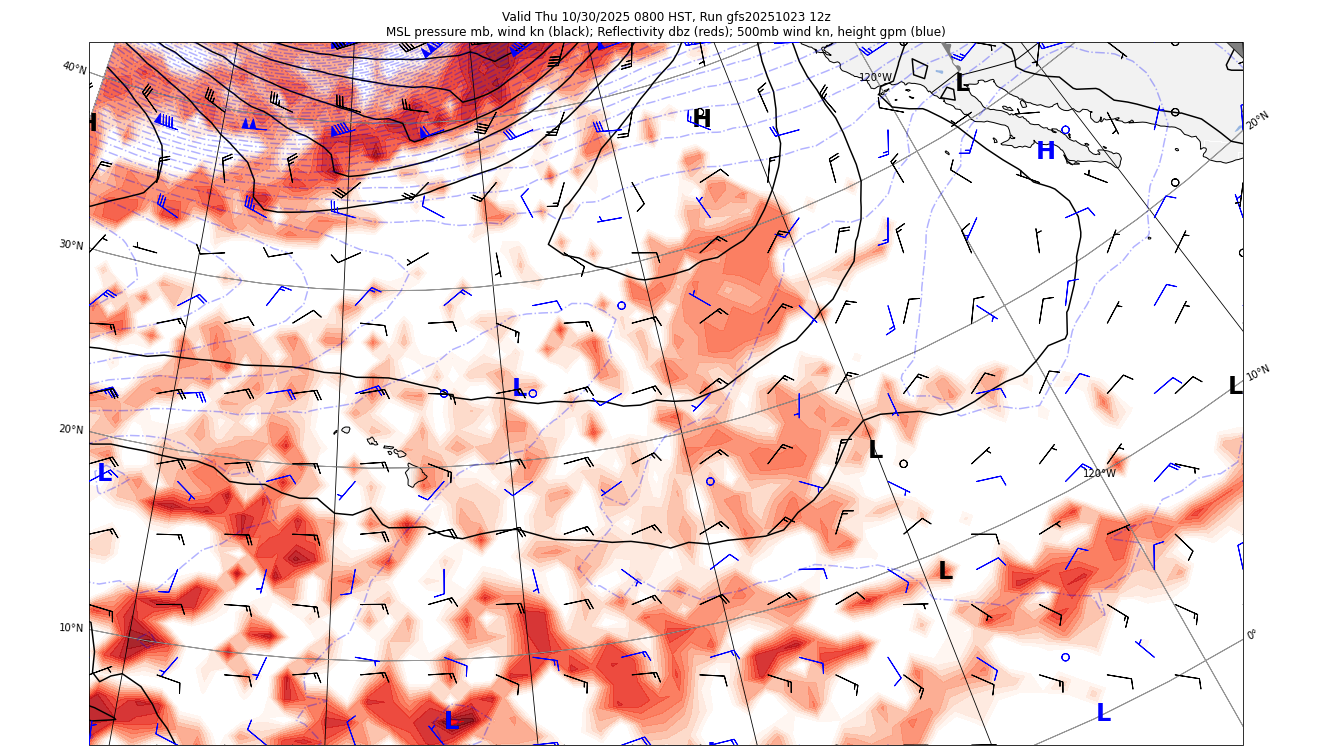 Valid Thu 10/30/2025 0800 HST, Run gfs20251023 12z
MSL pressure mb, wind kn (black); Reflectivity dbz (reds); 500mb wind kn, height gpm (blue)
40°N
120°W
L
20°N
H
H
H
30°N
L
10°N
L
20°N
L
L
120°W
L
10°N
0°
L
L